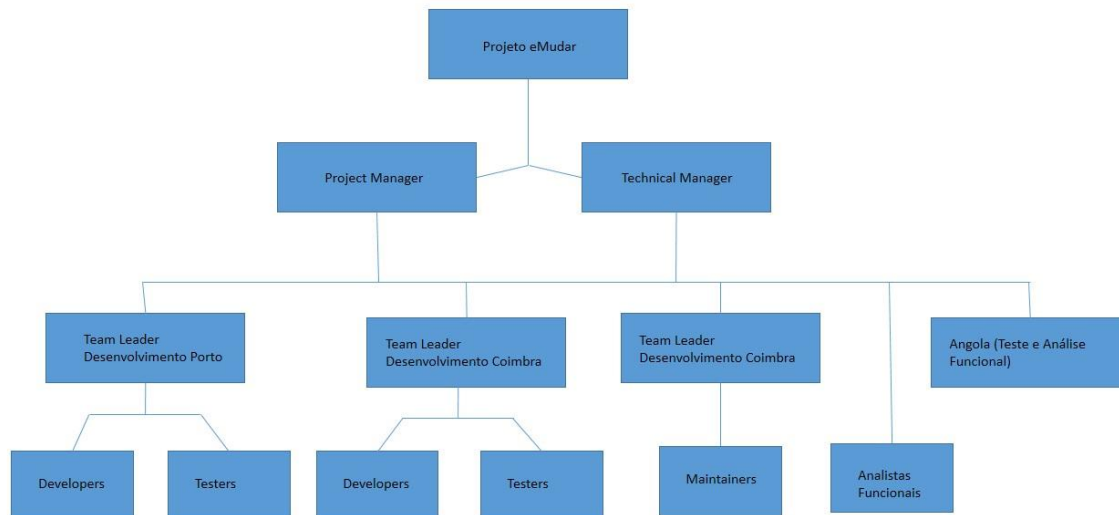 Projeto eMudar
Project Manager
Technical Manager
Team Leader
Desenvolvimento Porto
Team Leader
Desenvolvimento Coimbra
Team Leader
Desenvolvimento Coimbra
Angola (Teste e Análise
Funcional)
Developers
Testers
Developers
Testers
Maintainers
Analistas
Funcionais